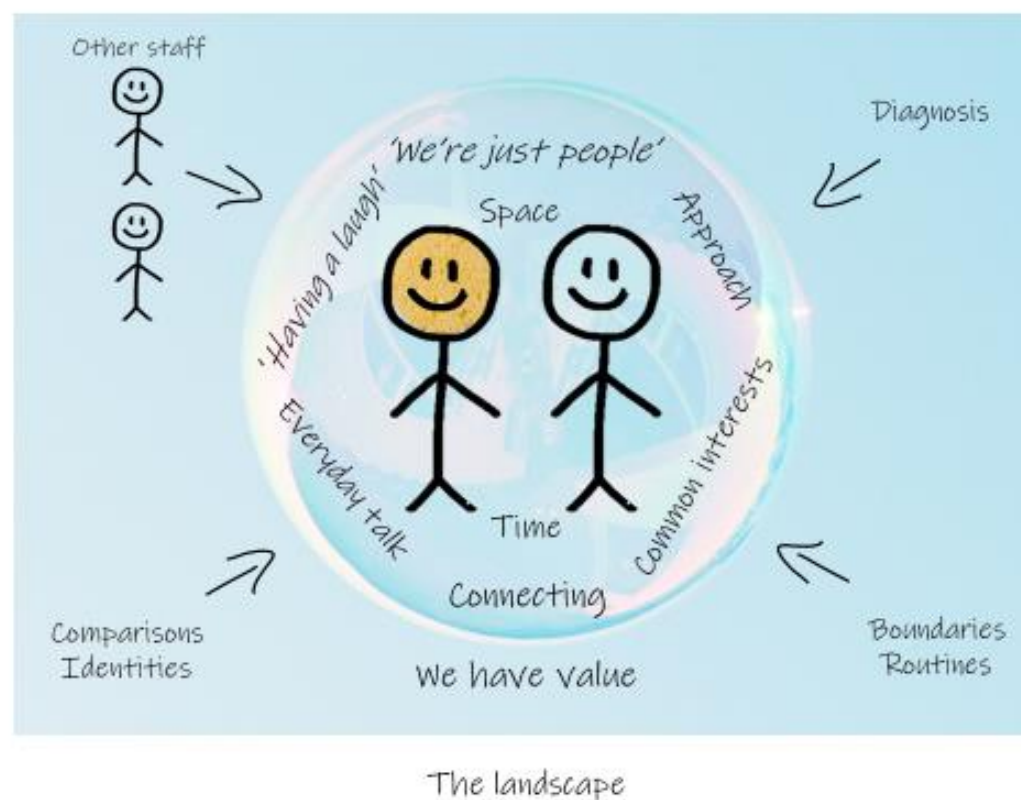 Other staff
Diagnosis
'We're just people'
'Having a laugh'
Space
Approach
Everyday talk
Common interests
Time
Connecting
Comparisons
Identities
Boundaries
Routines
We have value
The landscape